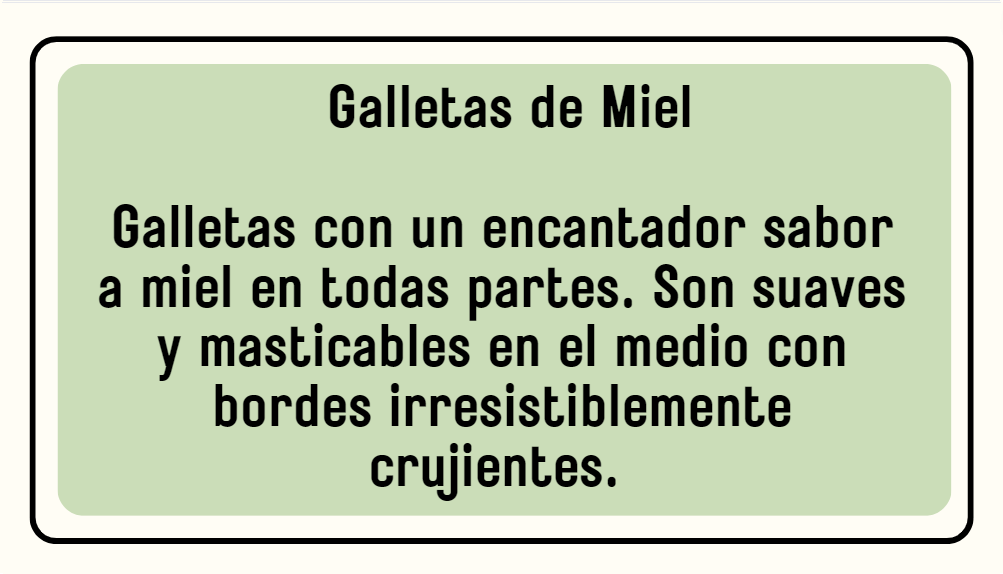 Galletas de Miel
Galletas con un encantador sabor
a miel en todas partes. Son suaves
y masticables en el medio con
bordes irresistiblemente
crujientes.